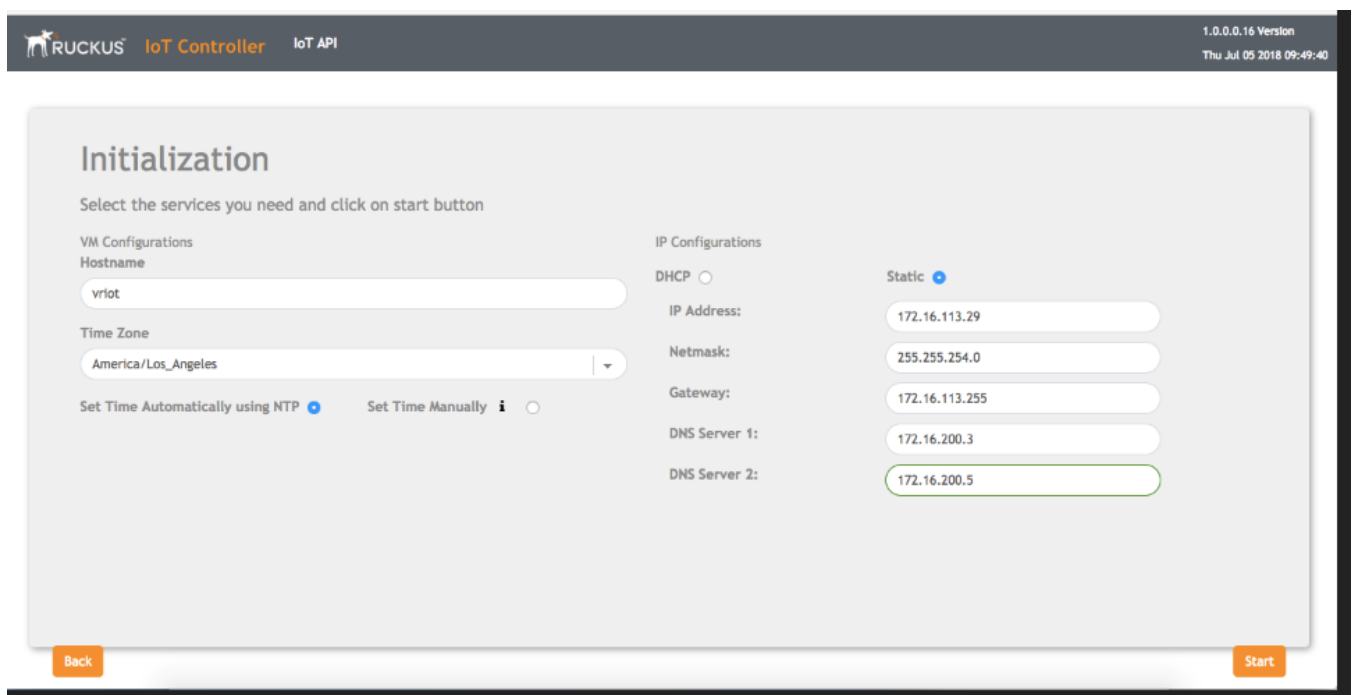 RUCKUS IoT Controller IoT API
1.0.0.0.16 Version
Thu Jul 05 2018 09:49:40
Initialization
Select the services you need and click on start button
VM Configurations
Hostname
vriot
Time Zone
America/Los_Angeles
Set Time Automatically using NTP Set Time Manually i
IP Configurations
DHCP Static
IP Address: 172.16.113.29
Netmask: 255.255.254.0
Gateway: 172.16.113.255
DNS Server 1: 172.16.200.3
DNS Server 2: 172.16.200.5
Back Start